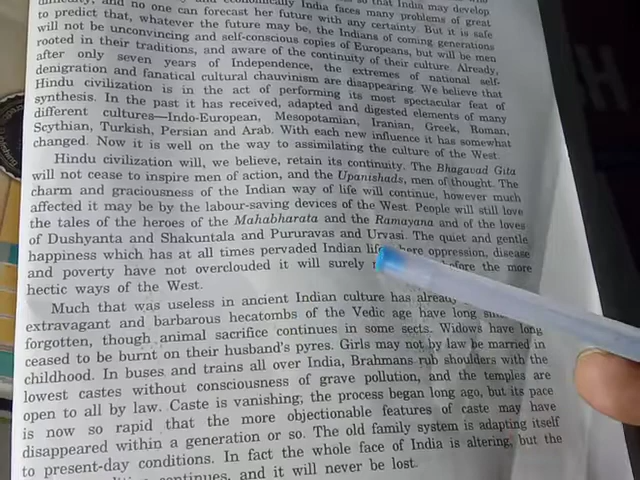 and economically India faces many problems of great
and no one can forecast her future with any certainty. But it is safe
to predict that, whatever the future may be, the Indians of coming generations
will not be unconvincing and self-conscious copies of Europeans, but will be men
rooted in their traditions, and aware of the continuity of their culture. Already,
after only seven years of Independence, the extremes of national self-
denigration and fanatical cultural chauvinism are disappearing. We believe that
Hindu civilization is in the act of performing its most spectacular feat of
synthesis. In the past it has received, adapted and digested elements of many
different cultures—Indo-European, Mesopotamian, Iranian, Greek, Roman,
Scythian, Turkish, Persian and Arab. With each new influence it has somewhat
changed. Now it is well on the way to assimilating the culture of the West.
Hindu civilization will, we believe, retain its continuity. The Bhagavad Gita
will not cease to inspire men of action, and the Upanishads, men of thought. The
charm and graciousness of the Indian way of life will continue, however much
affected it may be by the labour-saving devices of the West. People will still love
the tales of the heroes of the Mahabharata and the Ramayana and of the loves
of Dushyanta and Shakuntala and Pururavas and Urvasi. The quiet and gentle
happiness which has at all times pervaded Indian life here oppression, disease
and poverty have not overclouded it will surely before the more
hectic ways of the West.
Much that was useless in ancient Indian culture has already
extravagant and barbarous hecatombs of the Vedic age have long
forgotten, though animal sacrifice continues in some sects. Widows have long
ceased to be burnt on their husband's pyres. Girls may not by law be married in
childhood. In buses and trains all over India, Brahmans rub shoulders with the
lowest castes without consciousness of grave pollution, and the temples are
open to all by law. Caste is vanishing; the process began long ago, but its pace
is now so rapid that the more objectionable features of caste may have
disappeared within a generation or so. The old family system is adapting itself
to present-day conditions. In fact the whole face of India is altering, but the
continues, and it will never be lost.